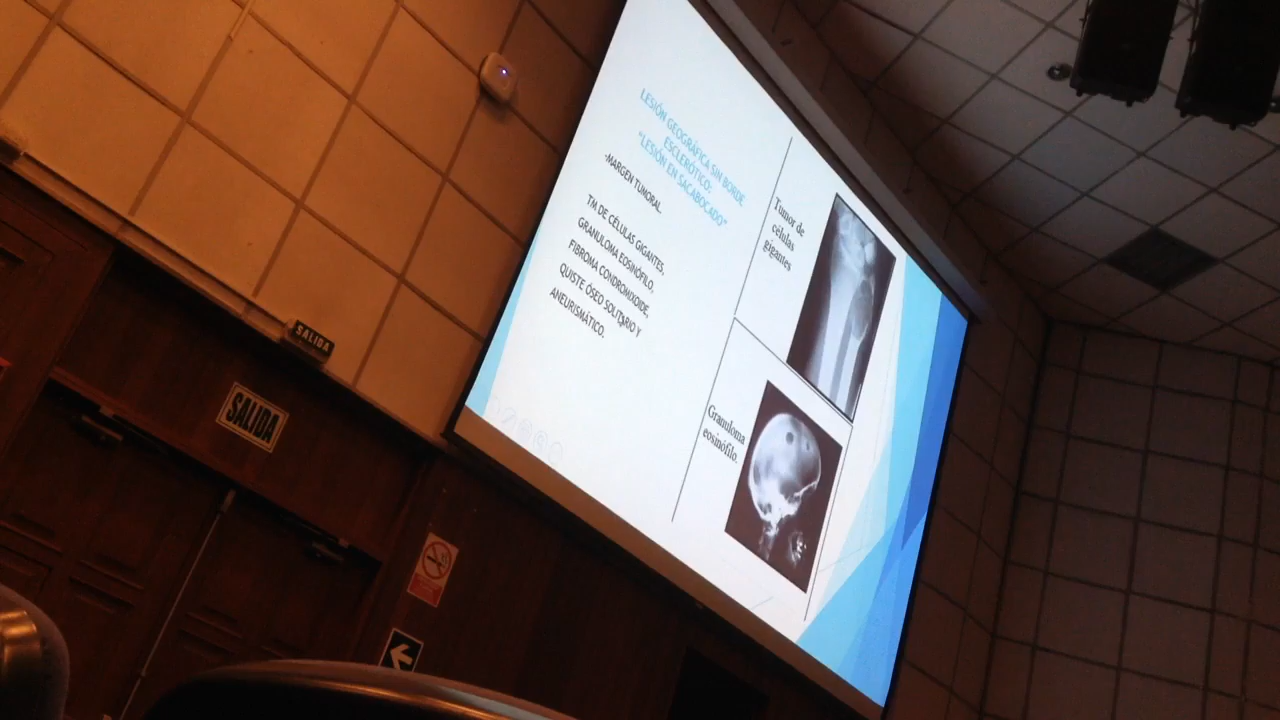 LESIÓN GEOGRÁFICA SIN BORDE
ESCLERÓTICO:
"LESIÓN EN SACABOCADO"
-MARGEN TUMORAL.
TM DE CÉLULAS GIGANTES,
GRANULOMA EOSINÓFILO,
FIBROMA CONDROMIXOIDE,
QUISTE ÓSEO SOLITARIO Y
ANEURISMÁTICO.
Tumor de
células
gigantes
Granuloma
eosinófilo.
SALIDA
SALIDA